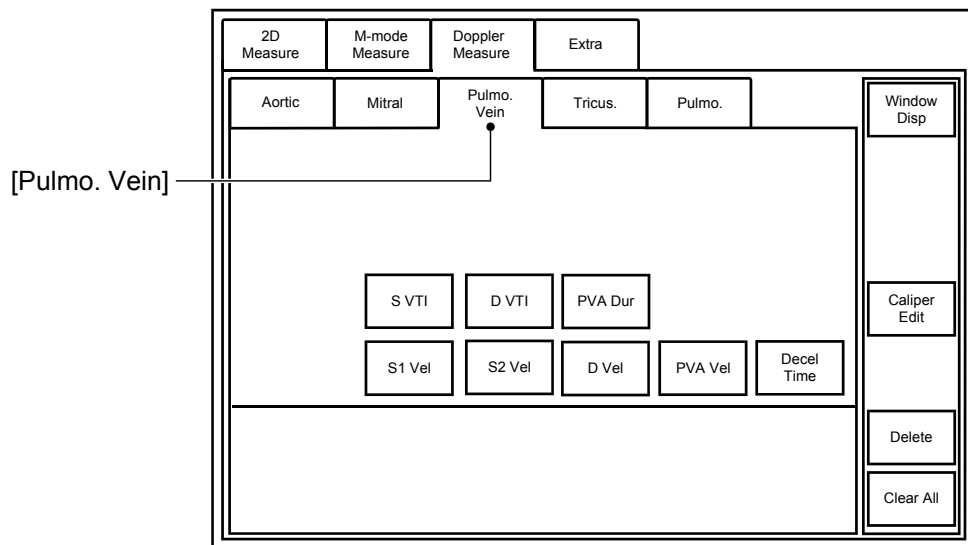 2D
Measure
M-mode
Measure
Doppler
Measure
Extra
Aortic
Mitral
Pulmo.
Vein
Tricus.
Pulmo.
Window
Disp
[Pulmo. Vein]
S VTI
D VTI
PVA Dur
Caliper
Edit
S1 Vel
S2 Vel
D Vel
PVA Vel
Decel
Time
Delete
Clear All